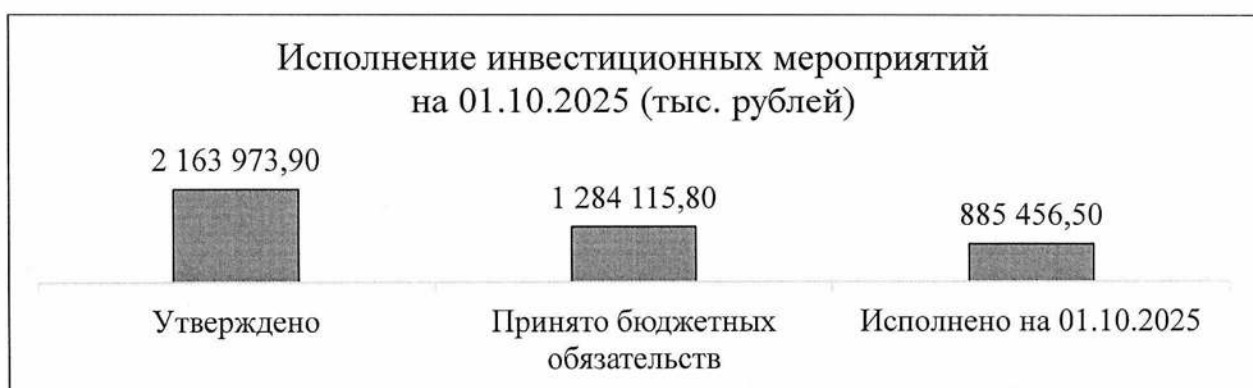 Исполнение инвестиционных мероприятий
на 01.10.2025 (тыс. рублей)
2 163 973,90
1 284 115,80
885 456,50
Утверждено
Принято бюджетных
обязательств
Исполнено на 01.10.2025